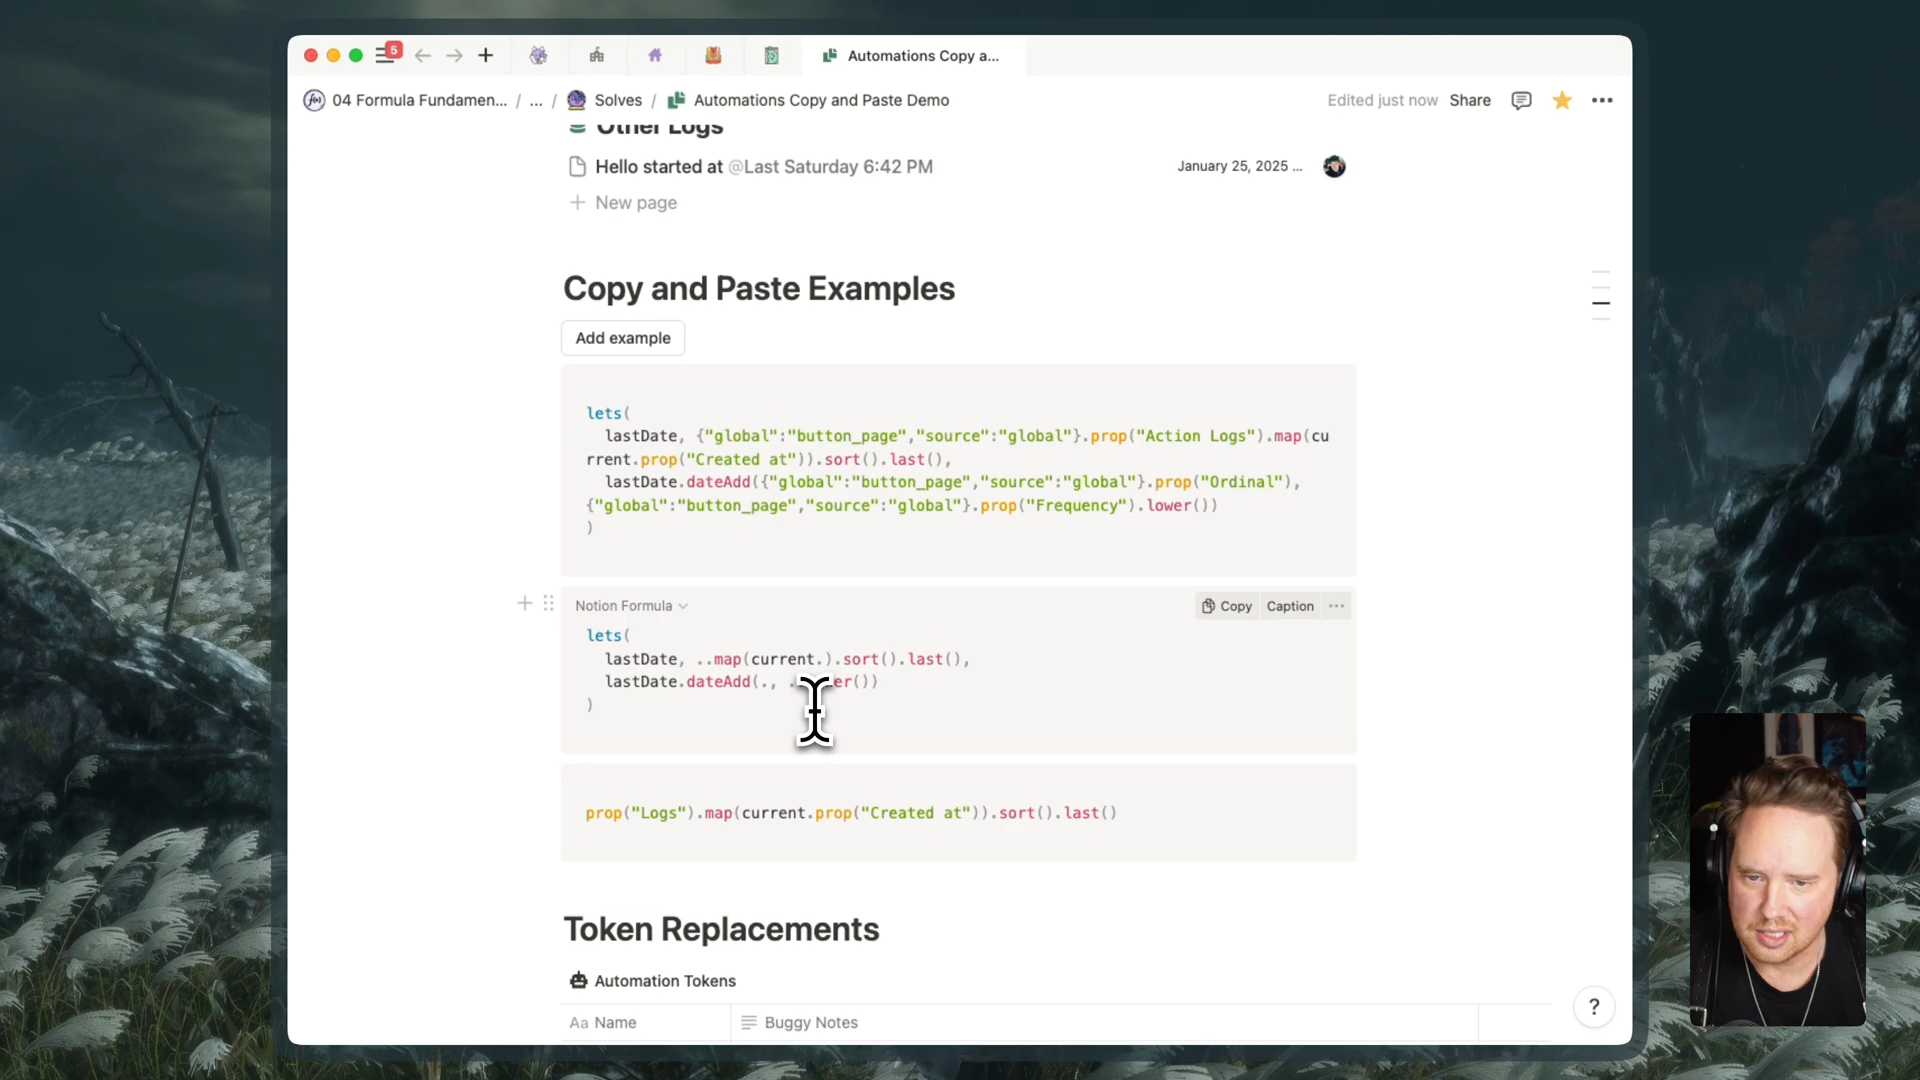 5
Automations Copy a...
04 Formula Fundamen... / ... / Solves / Automations Copy and Paste Demo
Edited just now Share
Other Logs
Hello started at @Last Saturday 6:42 PM
January 25, 2025 ...
New page
Copy and Paste Examples
Add example
lets(
lastDate, {"global":"button_page","source":"global"}.prop("Action Logs").map(cu
rrent.prop("Created at")).sort().last(),
lastDate.dateAdd({"global":"button_page","source":"global"}.prop("Ordinal"),
{"global":"button_page","source":"global"}.prop("Frequency").lower())
)
Notion Formula
Copy Caption
lets(
lastDate, ..map(current.).sort().last(),
lastDate.dateAdd(., .
)
prop("Logs").map(current.prop("Created at")).sort().last()
Token Replacements
Automation Tokens
Aa Name
Buggy Notes
?